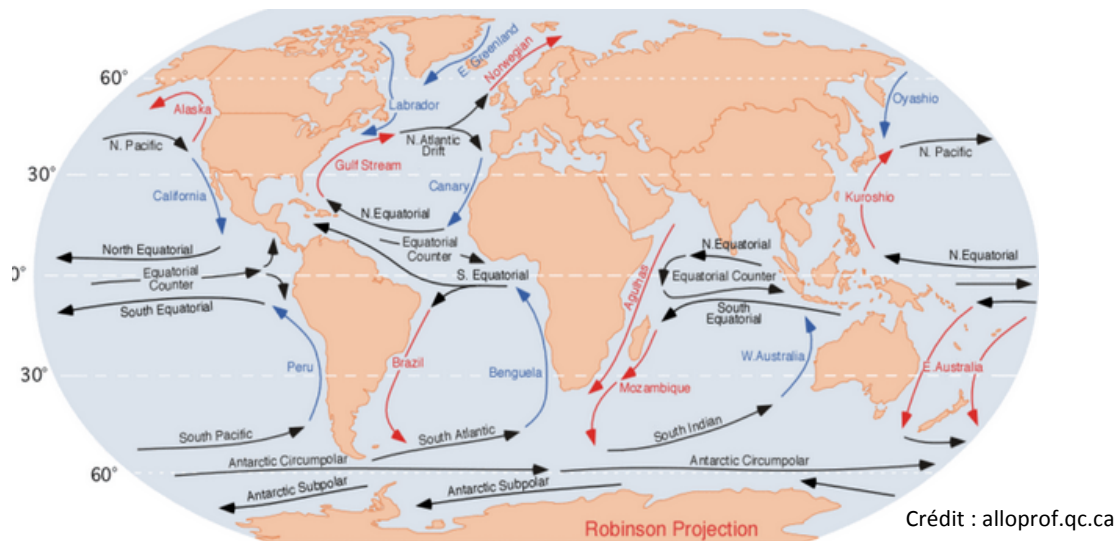 E. Greenland
Norwegian
60°
Alaska
Labrador
Oyashio
N. Pacific
N. Atlantic
Drift
N. Pacific
Gulf Stream
30°
California
Canary
Kuroshio
N.Equatorial
North Equatorial
Equatorial
Counter
N.Equatorial
N.Equatorial
0°
Equatorial
Counter
S. Equatorial
Equatorial Counter
South Equatorial
Agulhas
South
Equatorial
Peru
Brazil
Benguela
W.Australia
E.Australia
30°
Mozambique
South Pacific
South Atlantic
South Indian
Antarctic Circumpolar
Antarctic Circumpolar
60°
Antarctic Subpolar
Antarctic Subpolar
Robinson Projection
Crédit : alloprof.qc.ca